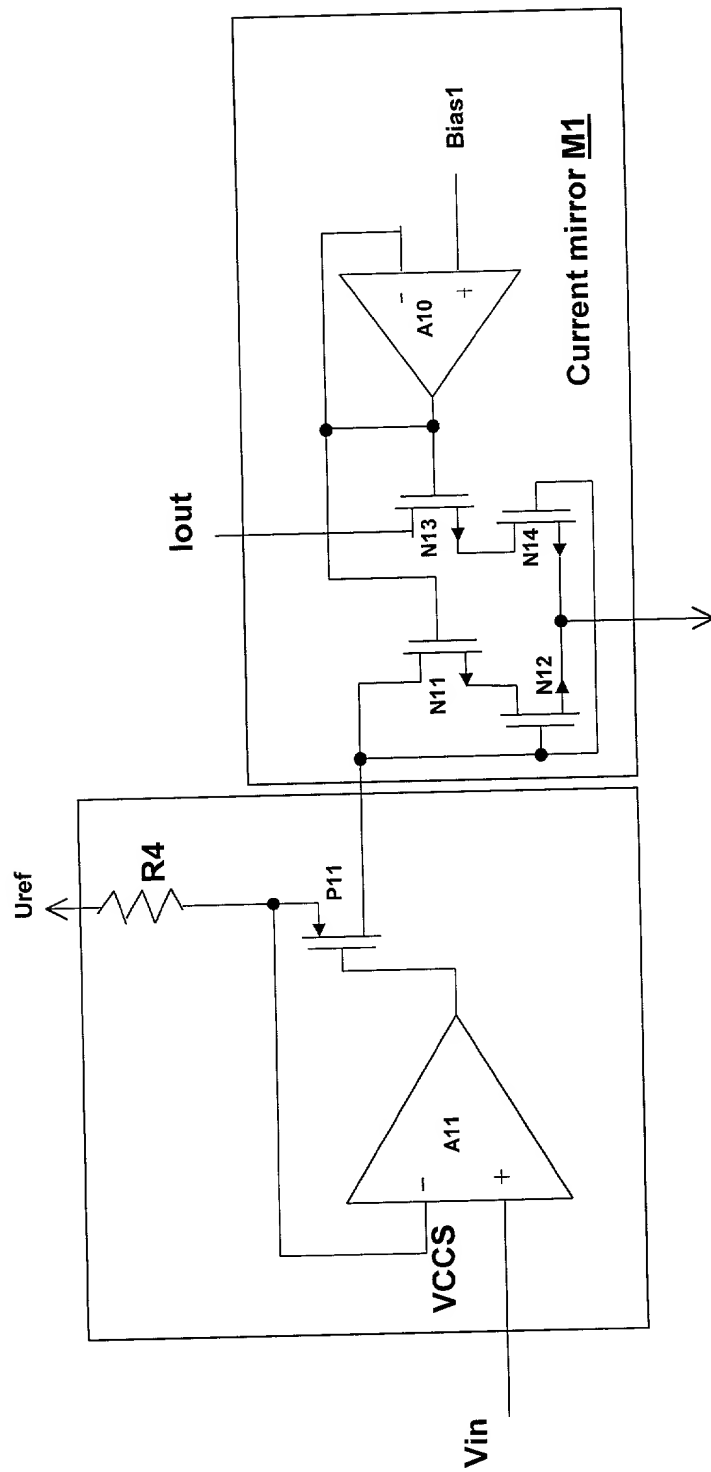 Uref
R4
P11
A11
-
+
VCCS
Vin
Iout
N11
N12
N13
N14
A10
-
+
Bias1
Current mirror M1